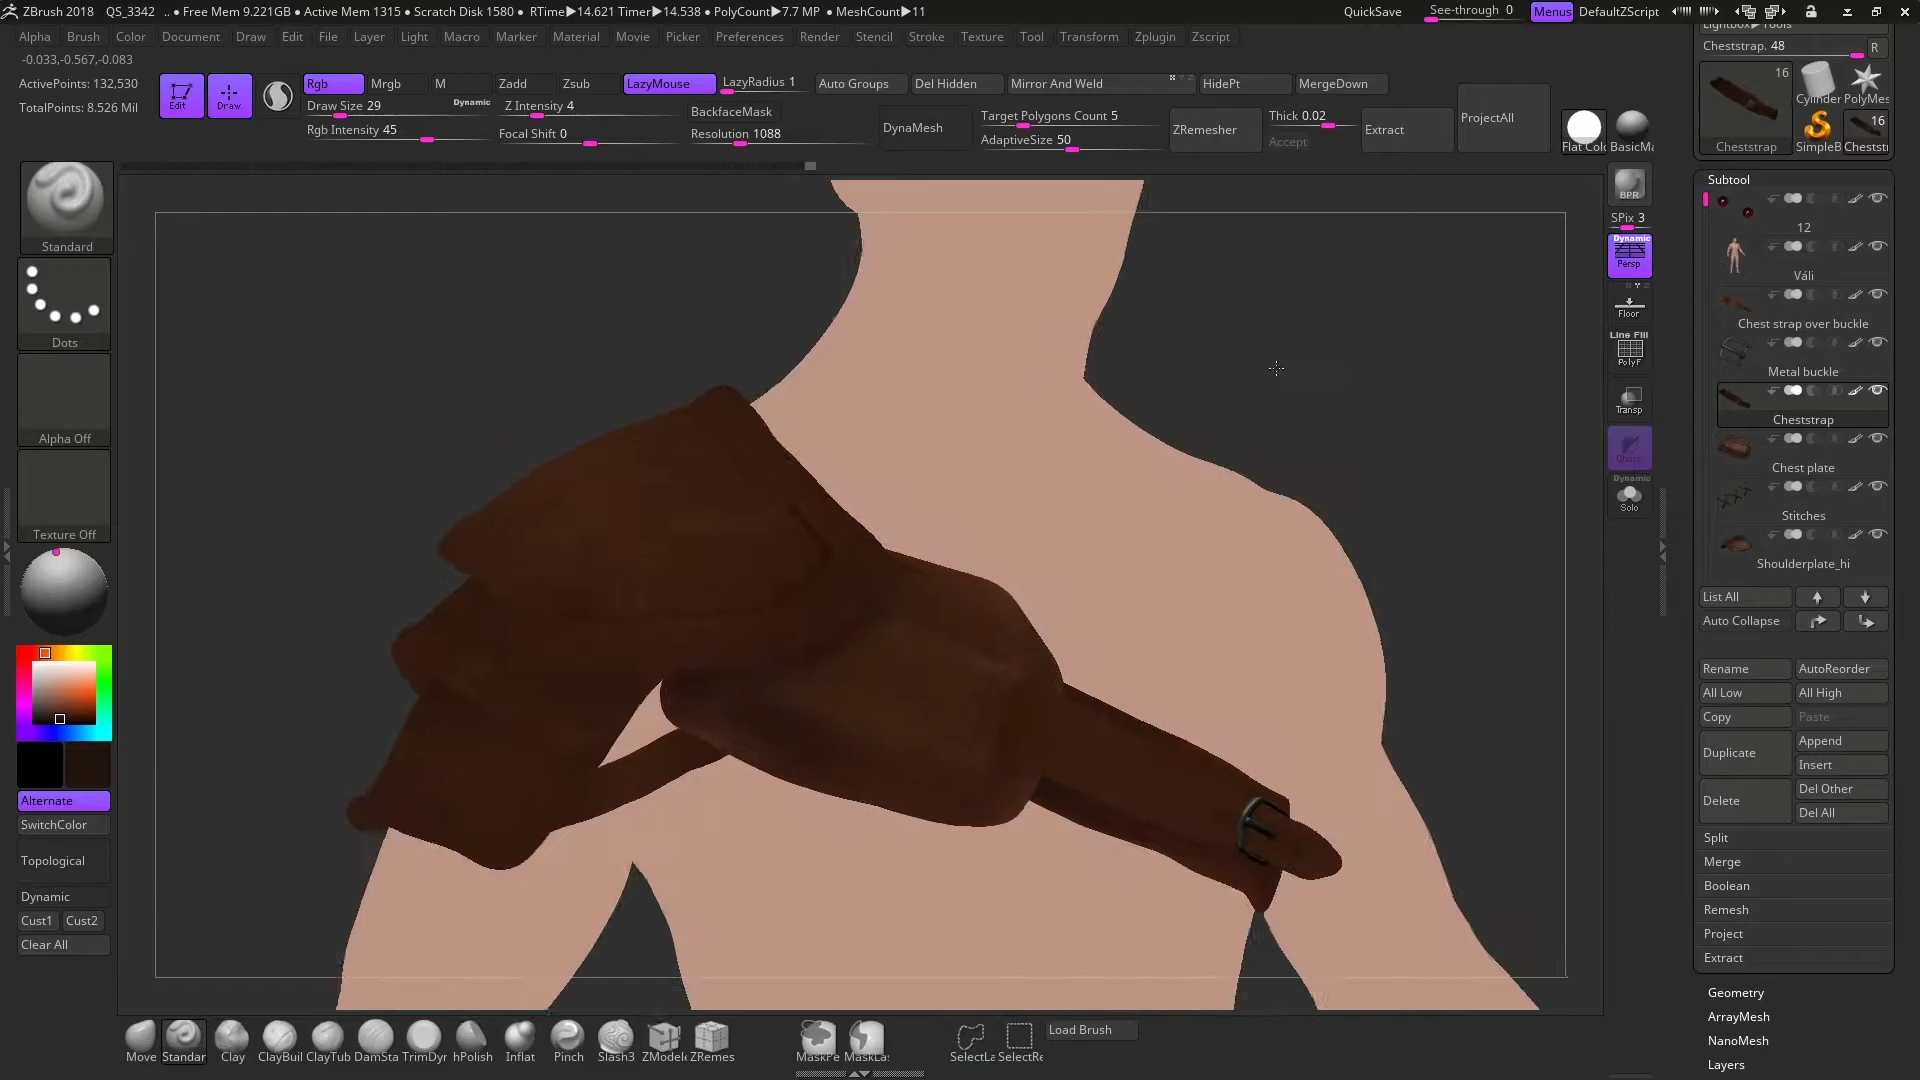 ZBrush 2018 QS_3342 .. • Free Mem 9.221GB • Active Mem 1315 • Scratch Disk 1580 • RTime▶14.621 Timer▶14.538 • PolyCount▶7.7 MP • MeshCount▶11
QuickSave See-through 0 Menus DefaultZScript
Alpha Brush Color Document Draw Edit File Layer Light Macro Marker Material Movie Picker Preferences Render Stencil Stroke Texture Tool Transform Zplugin Zscript
-0.033,-0.567,-0.083
ActivePoints: 132,530
TotalPoints: 8.526 Mil
Edit
Draw
Rgb Mrgb M Zadd Zsub LazyMouse LazyRadius 1 Auto Groups Del Hidden Mirror And Weld HidePt MergeDown
Draw Size 29 Dynamic Z Intensity 4 BackfaceMask
Rgb Intensity 45 Focal Shift 0 Resolution 1088
DynaMesh
Target Polygons Count 5
AdaptiveSize 50
ZRemesher
Thick 0.02
Accept
Extract
ProjectAll
Flat Colo BasicMa
Lightbox▶Tools
Cheststrap. 48 R
16
Cheststrap
Cylinder PolyMes
SimpleB
16
Cheststr
Standard
Dots
Alpha Off
Texture Off
Alternate
SwitchColor
Topological
Dynamic
Cust1 Cust2
Clear All
BPR
SPix 3
Dynamic
Persp
Floor
Line Fill
PolyF
Transp
Ghost
Dynamic
Solo
Subtool
12
Váli
Chest strap over buckle
Metal buckle
Cheststrap
Chest plate
Stitches
Shoulderplate_hi
List All
Auto Collapse
Rename AutoReorder
All Low All High
Copy Paste
Duplicate Append
Insert
Delete Del Other
Del All
Split
Merge
Boolean
Remesh
Project
Extract
Geometry
ArrayMesh
NanoMesh
Layers
Move Standar Clay ClayBuil ClayTub DamSta TrimDyn hPolish Inflat Pinch Slash3 ZModele ZRemes MaskPe MaskLas SelectLa SelectRe
Load Brush